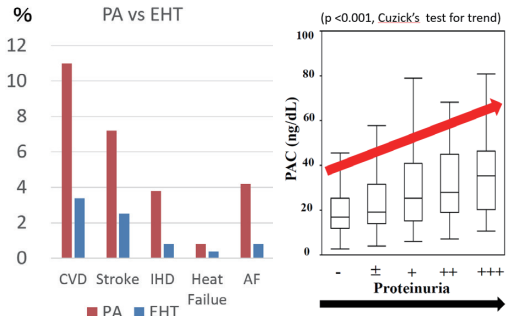 %
PA vs EHT
12
10
8
6
4
2
0
CVD Stroke IHD Heat AF
Failue
PA EHT
(p <0.001, Cuzick's test for trend)
100
80
60
40
20
0
PAC (ng/dL)
- ± + ++ +++
Proteinuria